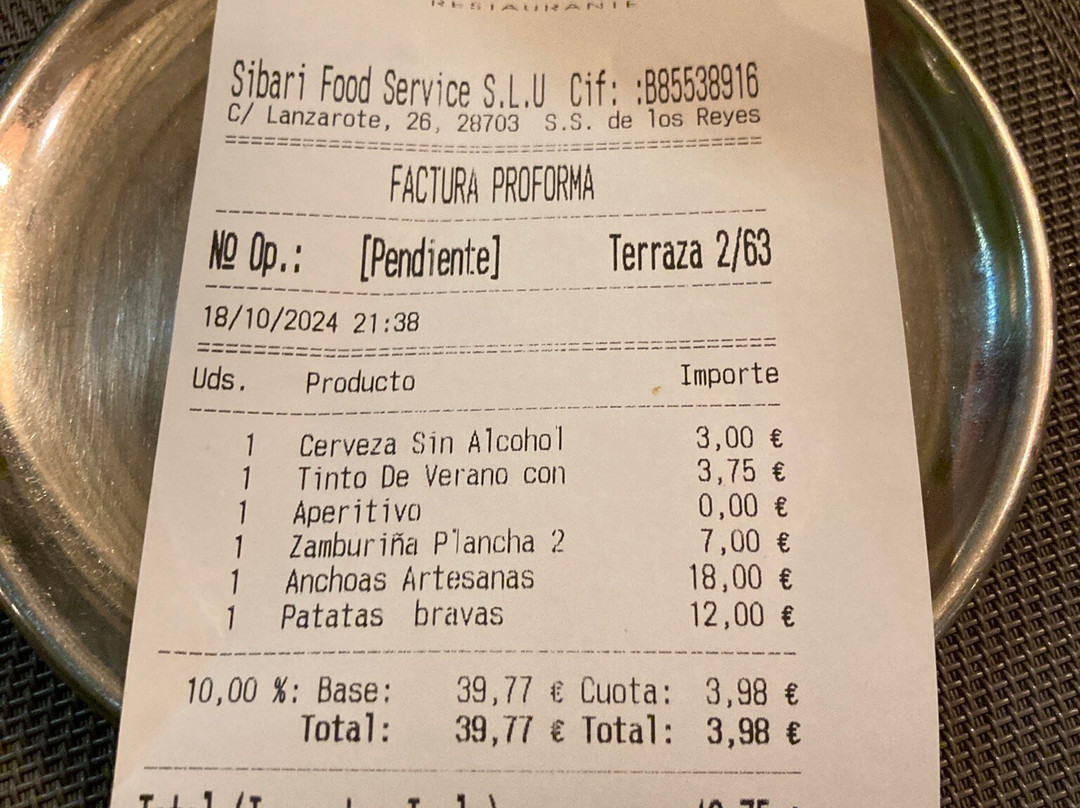 RESTAURANTE
Sibari Food Service S.L.U Cif: :B85538916
C/ Lanzarote, 26, 28703 S.S. de los Reyes
FACTURA PROFORMA
Nº Op.: [Pendiente] Terraza 2/63
18/10/2024 21:38
Uds. Producto Importe
1 Cerveza Sin Alcohol 3,00 €
1 Tinto De Verano con 3,75 €
1 Aperitivo 0,00 €
1 Zamburiña Plancha 2 7,00 €
1 Anchoas Artesanas 18,00 €
1 Patatas bravas 12,00 €
10,00 %: Base: 39,77 € Cuota: 3,98 €
Total: 39,77 € Total: 3,98 €